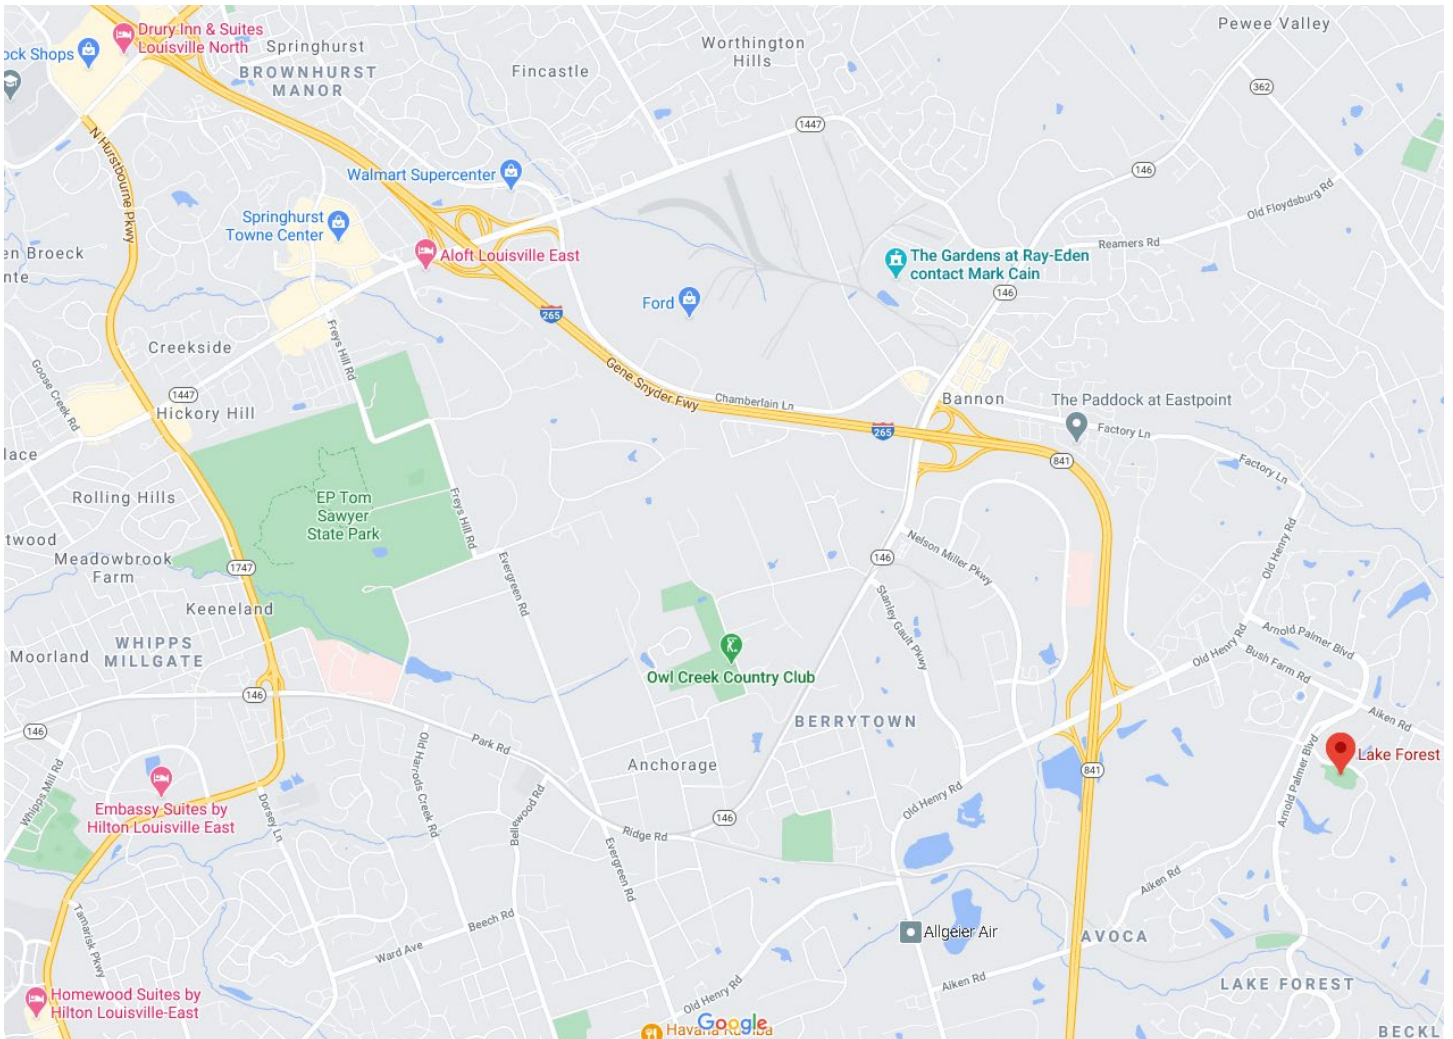 Drury Inn & Suites
Louisville North
Springhurst
ock Shops
BROWNHURST
MANOR
Fincastle
Worthington
Hills
Pewee Valley
362
1447
N Hurstbourne Pkwy
Walmart Supercenter
146
Old Floydsburg Rd
Springhurst
Towne Center
en Broeck
nte
Aloft Louisville East
Reamers Rd
The Gardens at Ray-Eden
contact Mark Cain
146
Ford
265
Creekside
Freys Hill Rd
Goose Creek Rd
Gene Snyder Fwy
1447
Hickory Hill
Chamberlain Ln
Bannon
The Paddock at Eastpoint
265
Factory Ln
lace
841
Factory Ln
Rolling Hills
EP Tom
Sawyer
State Park
Freys Hill Rd
twood
Meadowbrook
Farm
1747
Evergreen Rd
146
Nelson Miller Pkwy
Old Henry Rd
Keeneland
Stanley Gault Pkwy
WHIPPS
MILLGATE
Moorland
Arnold Palmer Blvd
Old Henry Rd
Bush Farm Rd
Owl Creek Country Club
146
BERRYTOWN
Aiken Rd
146
Park Rd
Old Harrods Creek Rd
Anchorage
841
Arnold Palmer Blvd
Lake Forest
Whipps Mill Rd
Embassy Suites by
Hilton Louisville East
Dorsey Ln
Bellewood Rd
Ridge Rd
146
Old Henry Rd
Evergreen Rd
Aiken Rd
Tamarisk Pkwy
Beech Rd
Ward Ave
Allgeier Air
AVOCA
Aiken Rd
LAKE FOREST
Homewood Suites by
Hilton Louisville-East
Old Henry Rd
Google
Havana Rumba
BECKL